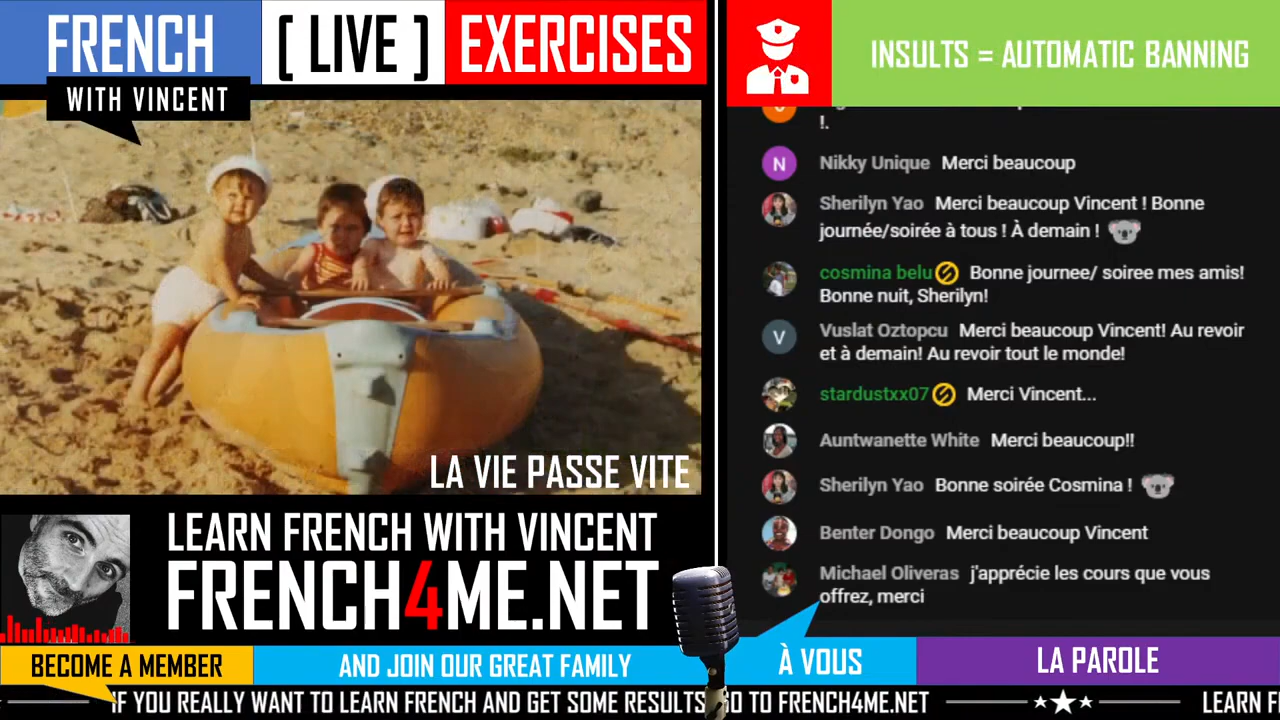 FRENCH
[ LIVE ]
EXERCISES
WITH VINCENT
LA VIE PASSE VITE
LEARN FRENCH WITH VINCENT
FRENCH4ME.NET
BECOME A MEMBER
AND JOIN OUR GREAT FAMILY
INSULTS = AUTOMATIC BANNING
!.
N
Nikky Unique Merci beaucoup
Sherilyn Yao Merci beaucoup Vincent ! Bonne
journée/soirée à tous ! À demain !
cosmina belu Bonne journee/ soiree mes amis!
Bonne nuit, Sherilyn!
V
Vuslat Oztopcu Merci beaucoup Vincent! Au revoir
et à demain! Au revoir tout le monde!
stardustxx07 Merci Vincent...
Auntwanette White Merci beaucoup!!
Sherilyn Yao Bonne soirée Cosmina !
Benter Dongo Merci beaucoup Vincent
Michael Oliveras j'apprécie les cours que vous
offrez, merci
À VOUS
LA PAROLE
IF YOU REALLY WANT TO LEARN FRENCH AND GET SOME RESULTS GO TO FRENCH4ME.NET
LEARN F